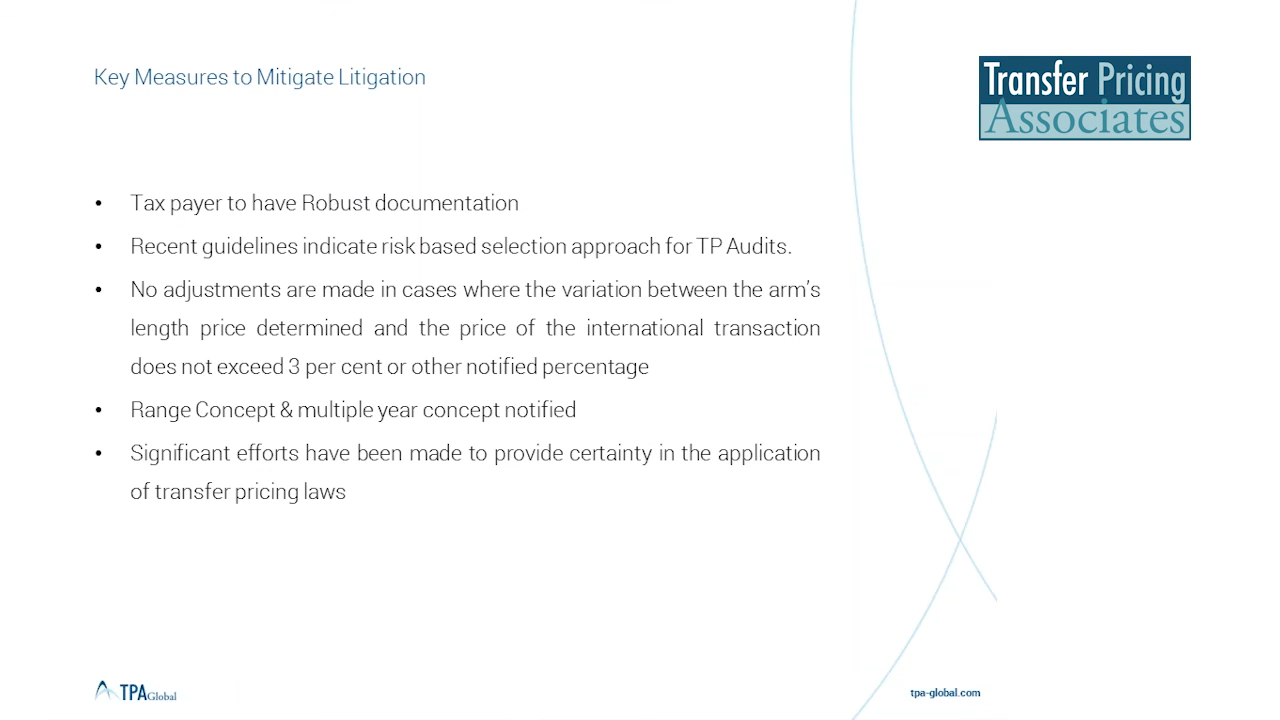 Key Measures to Mitigate Litigation
Transfer Pricing
Associates
• Tax payer to have Robust documentation
• Recent guidelines indicate risk based selection approach for TP Audits.
• No adjustments are made in cases where the variation between the arm's
length price determined and the price of the international transaction
does not exceed 3 per cent or other notified percentage
• Range Concept & multiple year concept notified
• Significant efforts have been made to provide certainty in the application
of transfer pricing laws
TPA Global
tpa-global.com